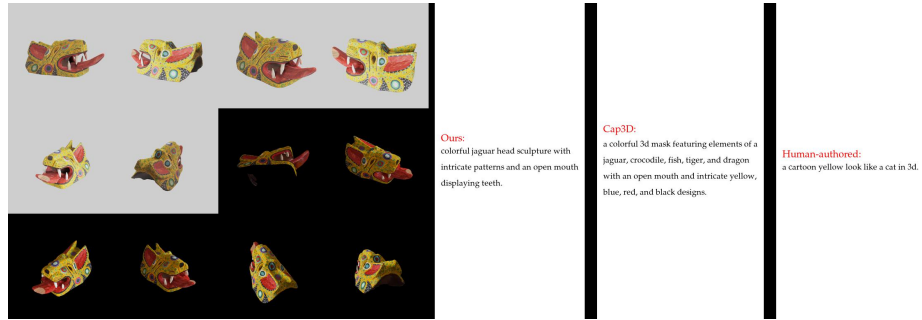 Ours:
colorful jaguar head sculpture with
intricate patterns and an open mouth
displaying teeth.
Cap3D:
a colorful 3d mask featuring elements of a
jaguar, crocodile, fish, tiger, and dragon
with an open mouth and intricate yellow,
blue, red, and black designs.
Human-authored:
a cartoon yellow look like a cat in 3d.